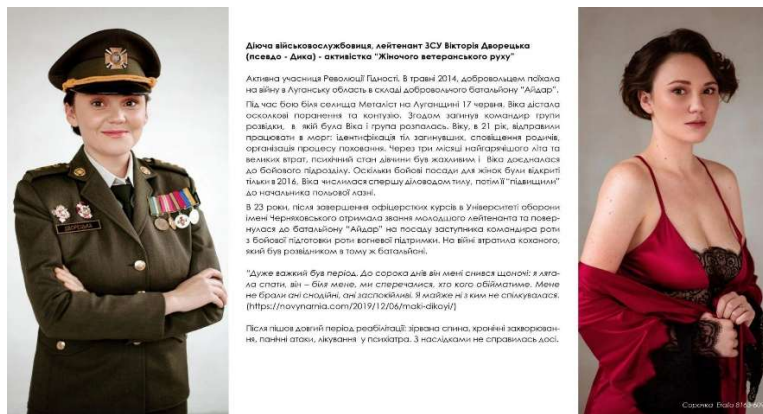 Діюча військовослужбовиця, лейтенант ЗСУ Вікторія Дворецька
(псевдо - Дика) - активістка "Жіночого ветеранського руху"
Активна учасниця Революції Гідності. В травні 2014, добровольцем поїхала
на війну в Луганську область в складі добровольчого батальйону "Айдар".
Під час бою біля селища Металіст на Луганщині 17 червня, Віка дістала
осколкові поранення та контузію. Згодом загинув командир групи
розвідки, в якій була Віка і група розпалась. Віку, в 21 рік, відправили
працювати в морг: ідентифікація тіл загинувших, сповіщення родичів,
організація процесу поховання. Через три місяці найгарячішого літа та
великих втрат, психічний стан дівчини був жахливим і Віка доєдналася
до бойового підрозділу. Оскільки бойові посади для жінок були відкриті
тільки в 2016, Віка числилася спершу діловодом тилу, потім її "підвищили"
до начальника польової лазні.
В 23 роки, після завершення офіцерстких курсів в Університеті оборони
імені Черняховського отримала звання молодшого лейтенанта та повер-
нулася до батальйону "Айдар" на посаду заступника командира роти
з бойової підготовки роти вогневої підтримки. На війні втратила коханого,
який був розвідником в тому ж батальйоні.
"Дуже важкий був період. До сорока днів він мені снився щоночі: я ляга-
ла спати, він – біля мене, ми сперечалися, хто кого обійматиме. Мене
не брали ані снодійні, ані заспокійливі. Я майже ні з ким не спілкувалася.
(https://novynarnia.com/2019/12/06/maki-dikoyi/)
Після пішов довгий період реабілітації: зірвана спина, хронічні захворюван-
ня, панічні атаки, лікування у психіатра. З наслідками не справилась досі.
ДВОРЕЦЬКА
Сорочка